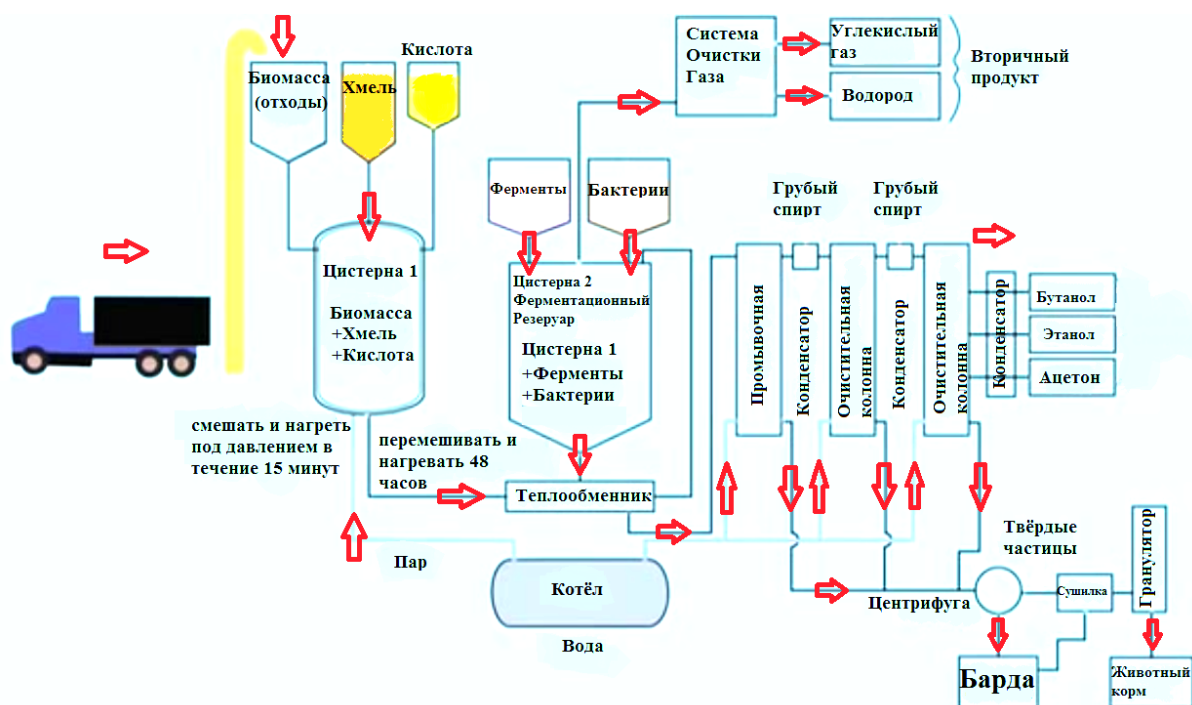 Биомасса
(отходы)
Хмель
Кислота
Система
Очистки
Газа
Углекислый
газ
Водород
Вторичный
продукт
Ферменты
Бактерии
Грубый
спирт
Грубый
спирт
Цистерна 1
Биомасса
+Хмель
+Кислота
Цистерна 2
Ферментационный
Резервуар
Цистерна 1
+Ферменты
+Бактерии
Промывочная
Конденсатор
Очистительная
колонна
Конденсатор
Очистительная
колонна
Конденсатор
Бутанол
Этанол
Ацетон
смешать и нагреть
под давлением в
течение 15 минут
перемешивать и
нагревать 48
часов
Теплообменник
Пар
Котёл
Вода
Твёрдые
частицы
Центрифуга
Сушилка
Гранулятор
Барда
Животный
корм